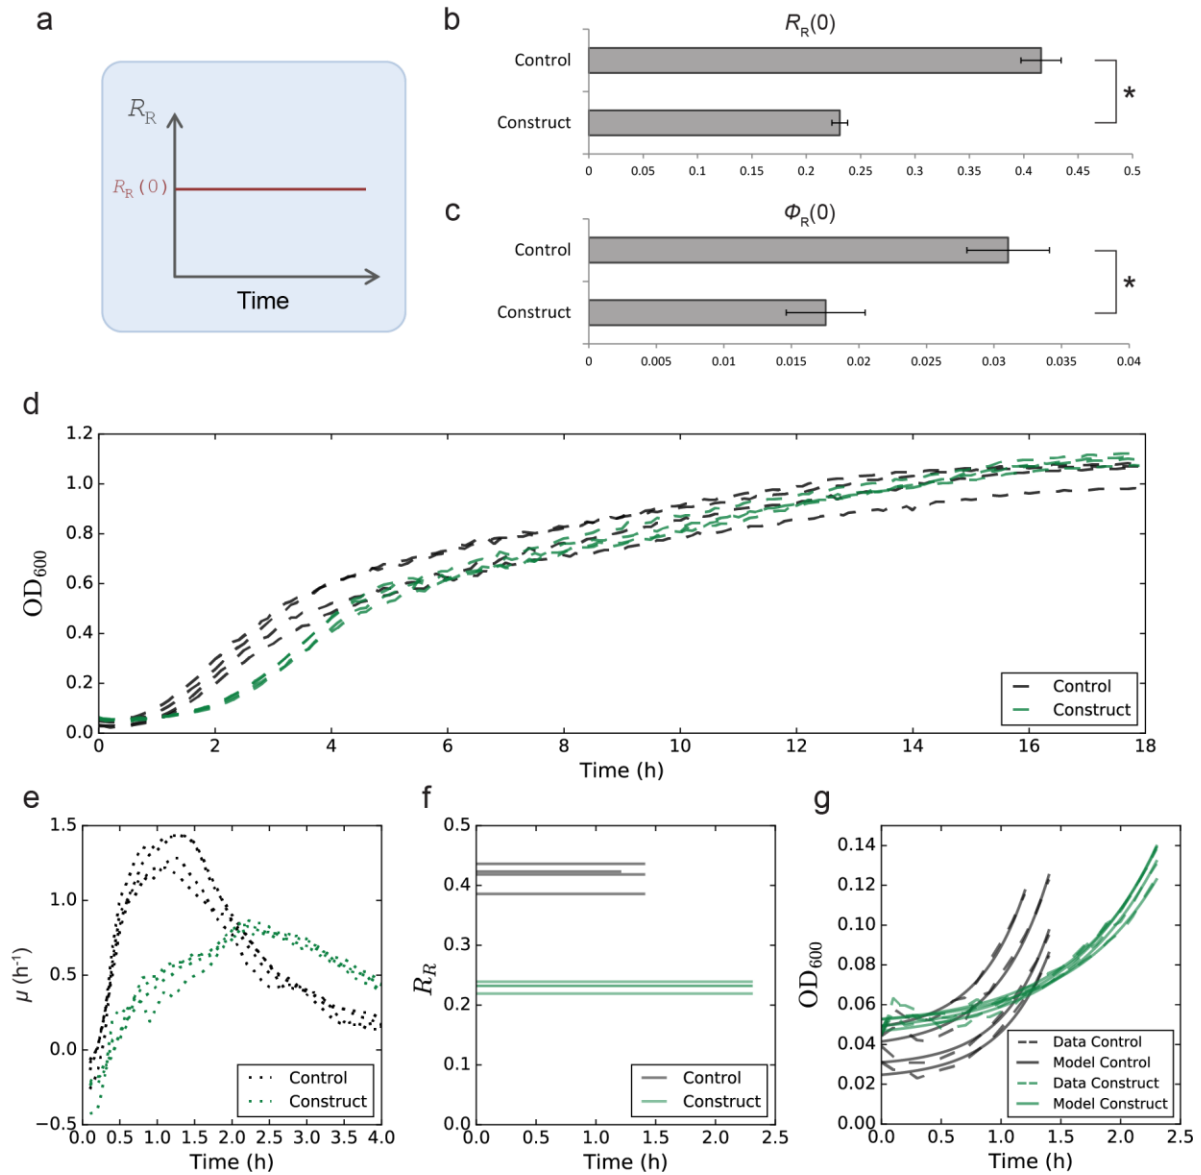 a
R_R
R_R(0)
Time
b
R_R(0)
Control
Construct
*
0 0.05 0.1 0.15 0.2 0.25 0.3 0.35 0.4 0.45 0.5
c
Φ_R(0)
Control
Construct
*
0 0.005 0.01 0.015 0.02 0.025 0.03 0.035 0.04
d
1.2
1.0
0.8
0.6
0.4
0.2
0.0
OD600
0 2 4 6 8 10 12 14 16 18
Time (h)
Control
Construct
e
1.5
1.0
0.5
0.0
−0.5
μ (h-1)
0.5 1.0 1.5 2.0 2.5 3.0 3.5 4.0
Time (h)
Control
Construct
f
0.5
0.4
0.3
0.2
0.1
0.0
R_R
0.0 0.5 1.0 1.5 2.0 2.5
Time (h)
Control
Construct
g
0.14
0.12
0.10
0.08
0.06
0.04
0.02
0.00
OD600
0.0 0.5 1.0 1.5 2.0 2.5
Time (h)
Data Control
Model Control
Data Construct
Model Construct